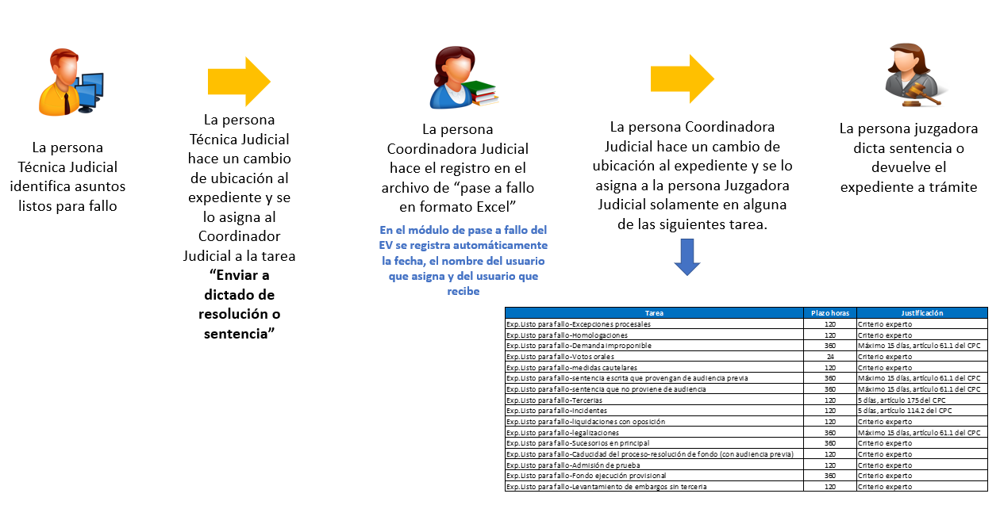 La persona
Técnica Judicial
identifica asuntos
listos para fallo
La persona
Técnica Judicial
hace un cambio
de ubicación al
expediente y se
lo asigna al
Coordinador
Judicial a la tarea
“Enviar a
dictado de
resolución o
sentencia”
La persona
Coordinadora Judicial
hace el registro en el
archivo de “pase a fallo
en formato Excel”
En el módulo de pase a fallo del
EV se registra automáticamente
la fecha, el nombre del usuario
que asigna y del usuario que
recibe
La persona Coordinadora
Judicial hace un cambio de
ubicación al expediente y se lo
asigna a la persona Juzgadora
Judicial solamente en alguna
de las siguientes tarea.
La persona juzgadora
dicta sentencia o
devuelve el
expediente a trámite
Tarea Plazo horas Justificación
Exp.Listo para fallo-Excepciones procesales 120 Criterio experto
Exp.Listo para fallo-Homologaciones 120 Criterio experto
Exp.Listo para fallo-Demanda improponible 360 Máximo 15 días, artículo 61.1 del CPC
Exp.Listo para fallo-Votos orales 24 Criterio experto
Exp.Listo para fallo-medidas cautelares 120 Criterio experto
Exp.Listo para fallo-sentencia escrita que provengan de audiencia previa 360 Máximo 15 días, artículo 61.1 del CPC
Exp.Listo para fallo-sentencia que no proviene de audiencia 360 Máximo 15 días, artículo 61.1 del CPC
Exp.Listo para fallo-Tercerias 120 5 días, artículo 175 del CPC
Exp.Listo para fallo-Incidentes 120 5 días, artículo 114.2 del CPC
Exp.Listo para fallo-liquidaciones con oposición 120 Criterio experto
Exp.Listo para fallo-legalizaciones 360 Máximo 15 días, artículo 61.1 del CPC
Exp.Listo para fallo-Sucesorios en principal 360 Criterio experto
Exp.Listo para fallo-Caducidad del proceso-resolución de fondo (con audiencia previa) 120 Criterio experto
Exp.Listo para fallo-Admisión de prueba 120 Criterio experto
Exp.Listo para fallo-Fondo ejecución provisional 360 Criterio experto
Exp.Listo para fallo-Levantamiento de embargos sin terceria 120 Criterio experto